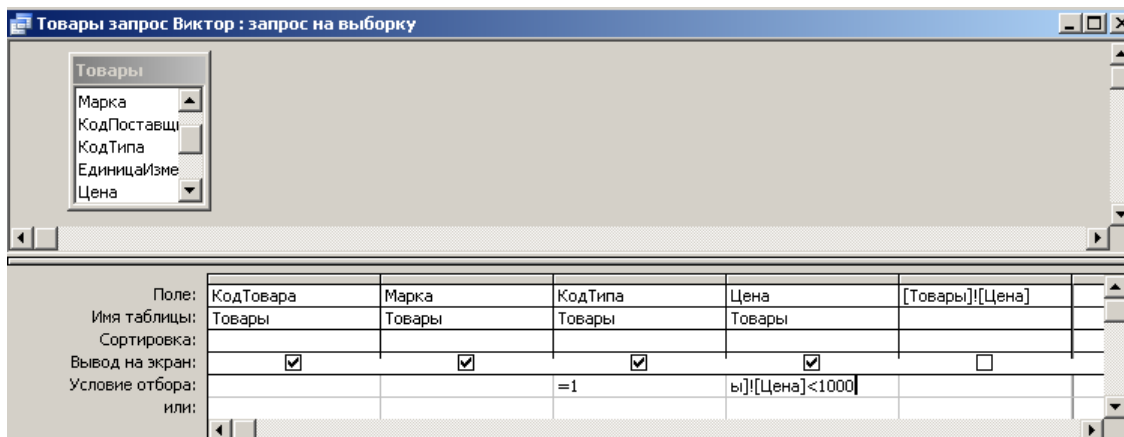 Товары запрос Виктор : запрос на выборку
Товары
Марка
КодПоставщи
КодТипа
ЕдиницаИзме
Цена
Поле: КодТовара Марка КодТипа Цена [Товары]![Цена]
Имя таблицы: Товары Товары Товары Товары
Сортировка:
Вывод на экран:
Условие отбора: =1 ы]![Цена]<1000
или: